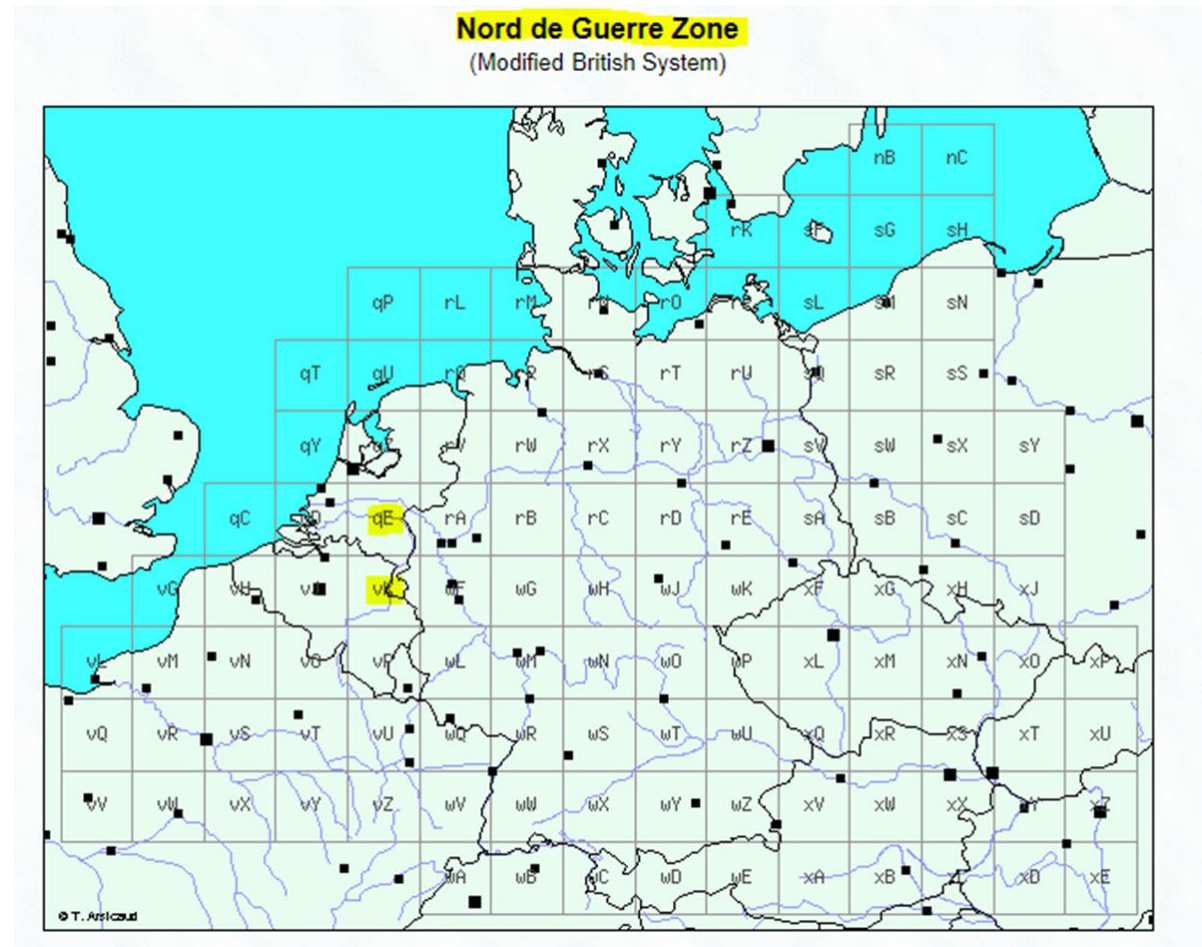 Nord de Guerre Zone
(Modified British System)
nB nC
rK sF sG sH
qP rL rM rN rO sL sM sN
qT qU rQ rS rT rU sQ sR sS
qY qZ rV rW rX rY rZ sV sW sX sY
qC qE rA rB rC rD rE sA sB sC sD
vG vH vJ vK wF wG wH wJ wK xF xG xH xJ
vL vM vN vO vP wL wM wN wO wP xL xM xN xO xP
vQ vR vS vT vU wQ wR wS wT wU xQ xR xS xT xU
vV vW vX vY vZ wV wW wX wY wZ xV xW xX xZ
wA wB wC wD wE xA xB xD xE
© T. Arsicaud